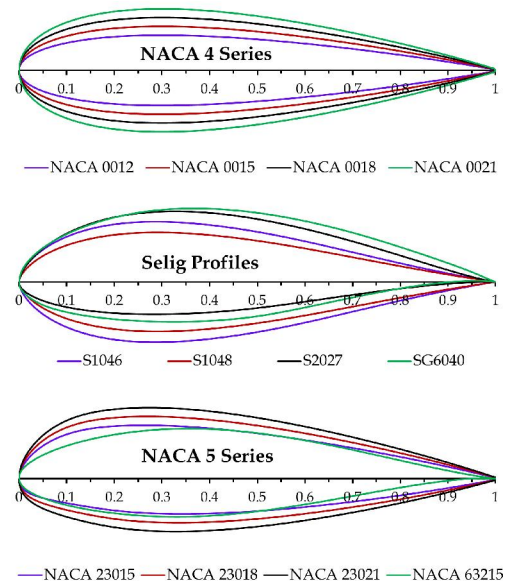 NACA 4 Series
0 0.1 0.2 0.3 0.4 0.5 0.6 0.7 0.8 0.9 1
NACA 0012 NACA 0015 NACA 0018 NACA 0021
Selig Profiles
0 0.1 0.2 0.3 0.4 0.5 0.6 0.7 0.8 0.9 1
S1046 S1048 S2027 SG6040
NACA 5 Series
0 0.1 0.2 0.3 0.4 0.5 0.6 0.7 0.8 0.9 1
NACA 23015 NACA 23018 NACA 23021 NACA 63215